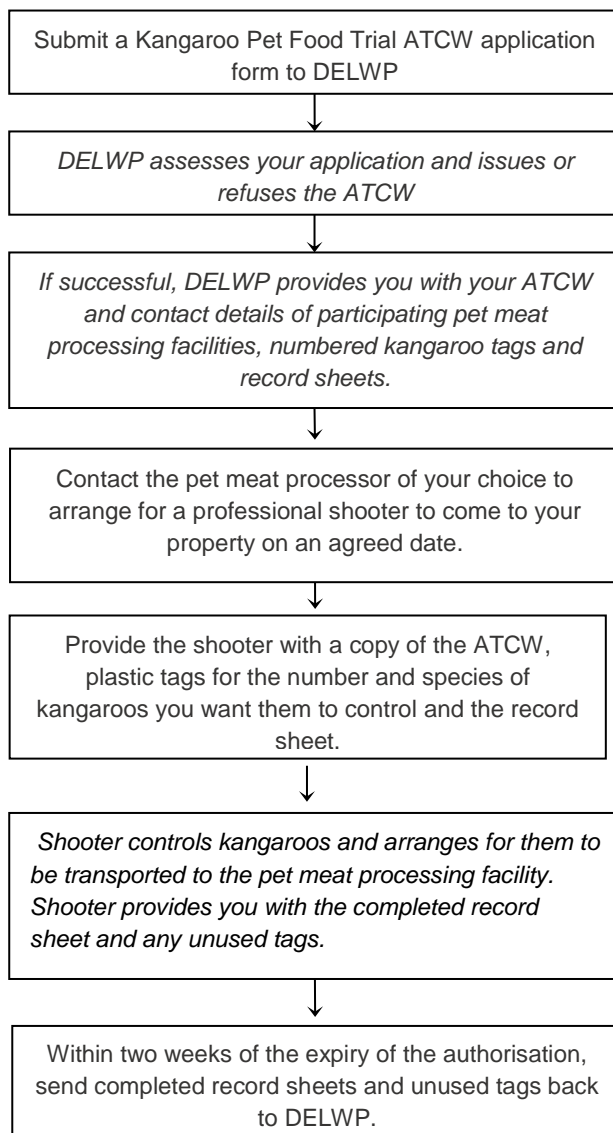 Submit a Kangaroo Pet Food Trial ATCW application
form to DELWP
DELWP assesses your application and issues or
refuses the ATCW
If successful, DELWP provides you with your ATCW
and contact details of participating pet meat
processing facilities, numbered kangaroo tags and
record sheets.
Contact the pet meat processor of your choice to
arrange for a professional shooter to come to your
property on an agreed date.
Provide the shooter with a copy of the ATCW,
plastic tags for the number and species of
kangaroos you want them to control and the record
sheet.
Shooter controls kangaroos and arranges for them to
be transported to the pet meat processing facility.
Shooter provides you with the completed record
sheet and any unused tags.
Within two weeks of the expiry of the authorisation,
send completed record sheets and unused tags back
to DELWP.